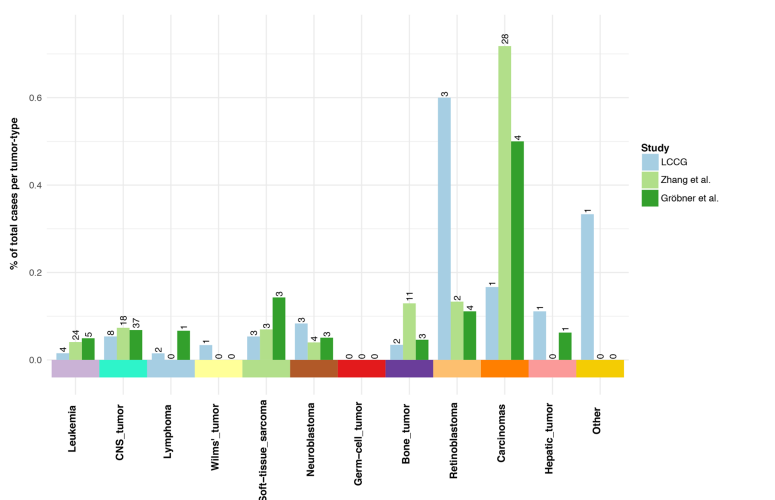 % of total cases per tumor-type
0.6
0.4
0.2
0.0
4 24 5
8 18 37
2 0 1
1 0 0
3 3 3
3 4 3
0 0 0
2 11 3
3 2 4
1 28 4
1 0 1
1 0 0
Leukemia
CNS_tumor
Lymphoma
Wilms'_tumor
Soft-tissue_sarcoma
Neuroblastoma
Germ-cell_tumor
Bone_tumor
Retinoblastoma
Carcinomas
Hepatic_tumor
Other
Study
LCCG
Zhang et al.
Gröbner et al.